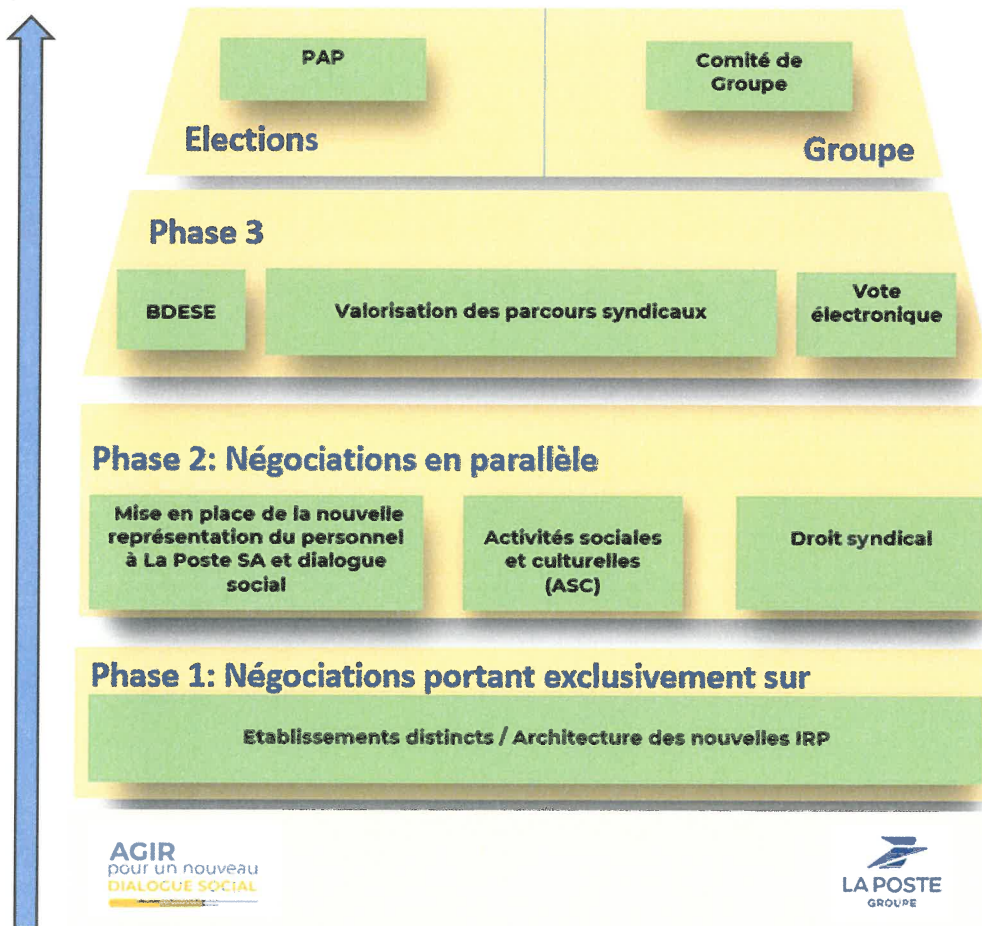 PAP
Comité de
Groupe
Elections
Groupe
Phase 3
BDESE
Valorisation des parcours syndicaux
Vote
électronique
Phase 2: Négociations en parallèle
Mise en place de la nouvelle
représentation du personnel
à La Poste SA et dialogue
social
Activités sociales
et culturelles
(ASC)
Droit syndical
Phase 1: Négociations portant exclusivement sur
Etablissements distincts / Architecture des nouvelles IRP
AGIR
pour un nouveau
DIALOGUE SOCIAL
LA POSTE
GROUPE